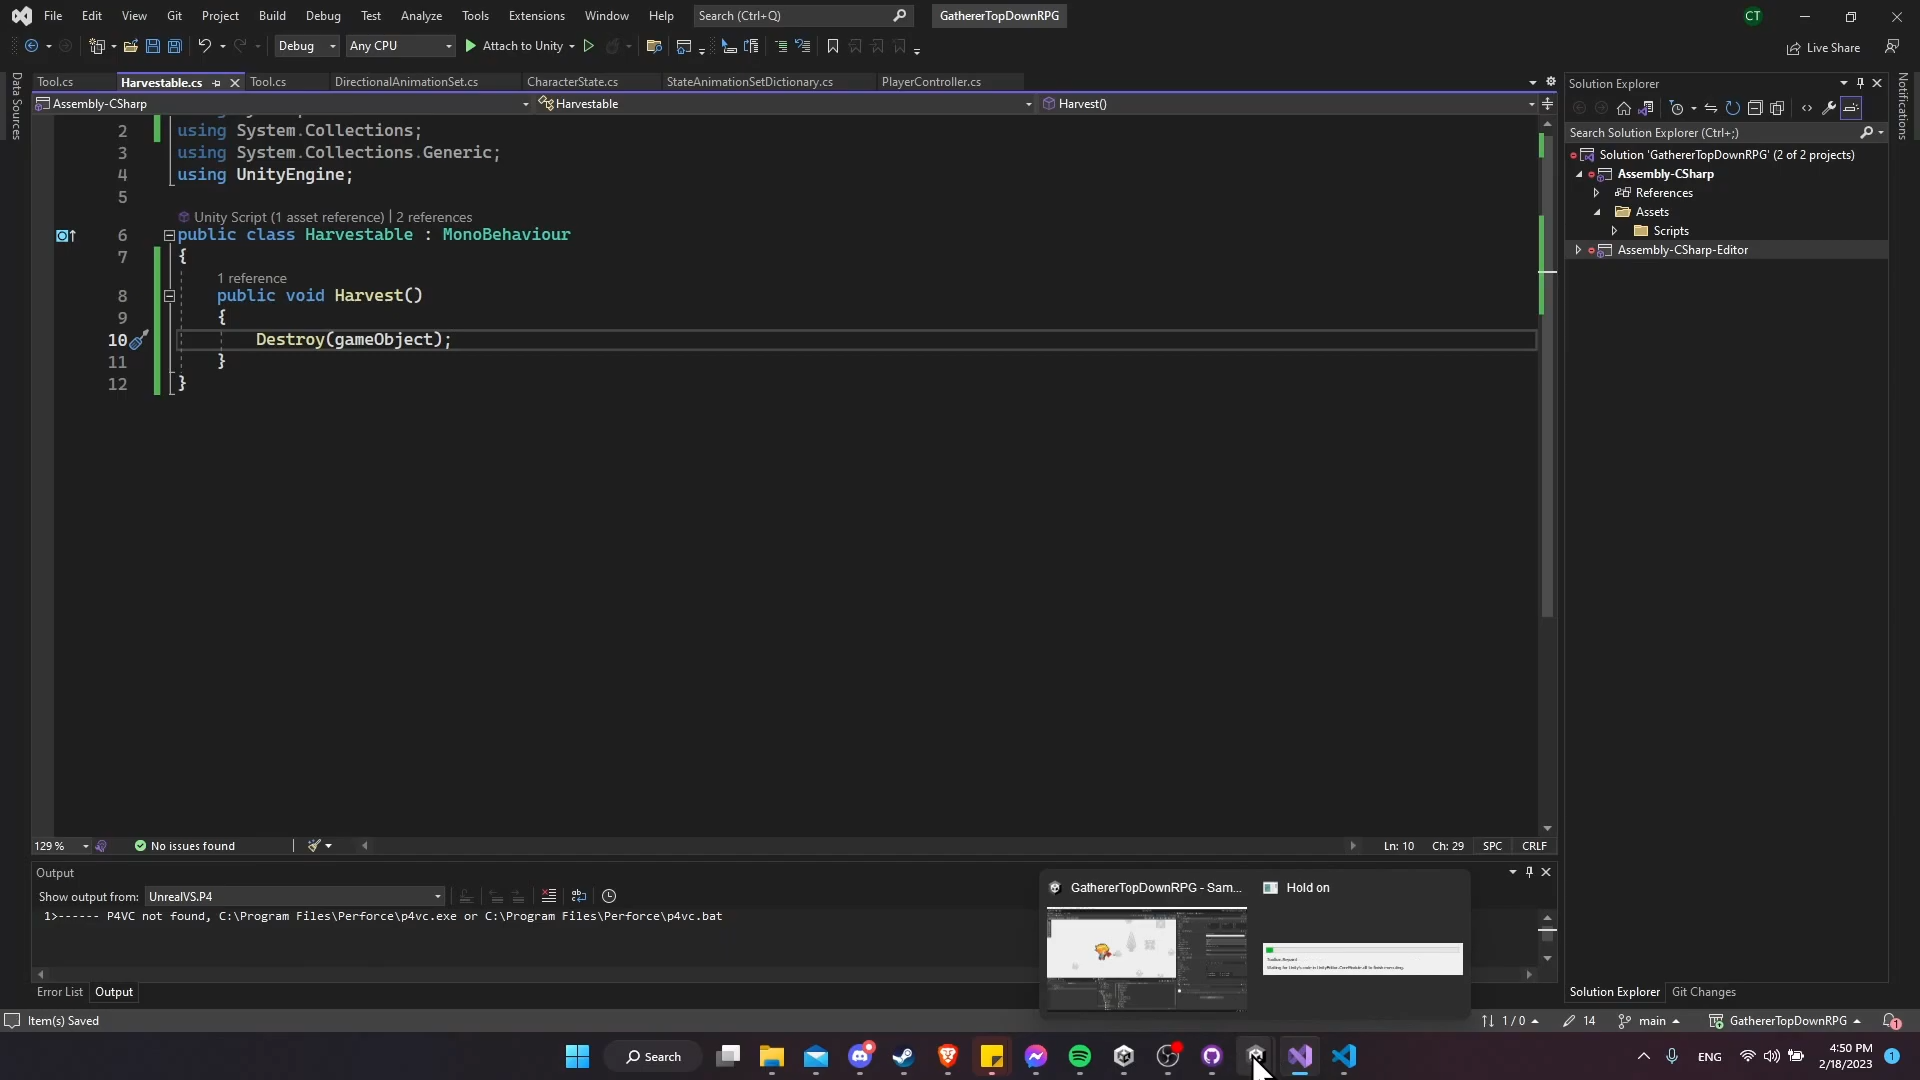 File Edit View Git Project Build Debug Test Analyze Tools Extensions Window Help Search (Ctrl+Q) GathererTopDownRPG CT
Debug Any CPU Attach to Unity Live Share
Tool.cs Harvestable.cs Tool.cs DirectionalAnimationSet.cs CharacterState.cs StateAnimationSetDictionary.cs PlayerController.cs
Assembly-CSharp Harvestable Harvest()
Data Sources
Notifications
2 using System.Collections;
3 using System.Collections.Generic;
4 using UnityEngine;
5
Unity Script (1 asset reference) | 2 references
6 public class Harvestable : MonoBehaviour
7 {
1 reference
8 public void Harvest()
9 {
10 Destroy(gameObject);
11 }
12 }
Solution Explorer
Search Solution Explorer (Ctrl+;)
Solution 'GathererTopDownRPG' (2 of 2 projects)
Assembly-CSharp
References
Assets
Scripts
Assembly-CSharp-Editor
129 % No issues found Ln: 10 Ch: 29 SPC CRLF
Output
Show output from: UnrealVS.P4
1>------ P4VC not found, C:\Program Files\Perforce\p4vc.exe or C:\Program Files\Perforce\p4vc.bat
GathererTopDownRPG - Sam... Hold on
Error List Output
Solution Explorer Git Changes
Item(s) Saved 1 / 0 14 main GathererTopDownRPG 1
Search ENG 4:50 PM 1
2/18/2023